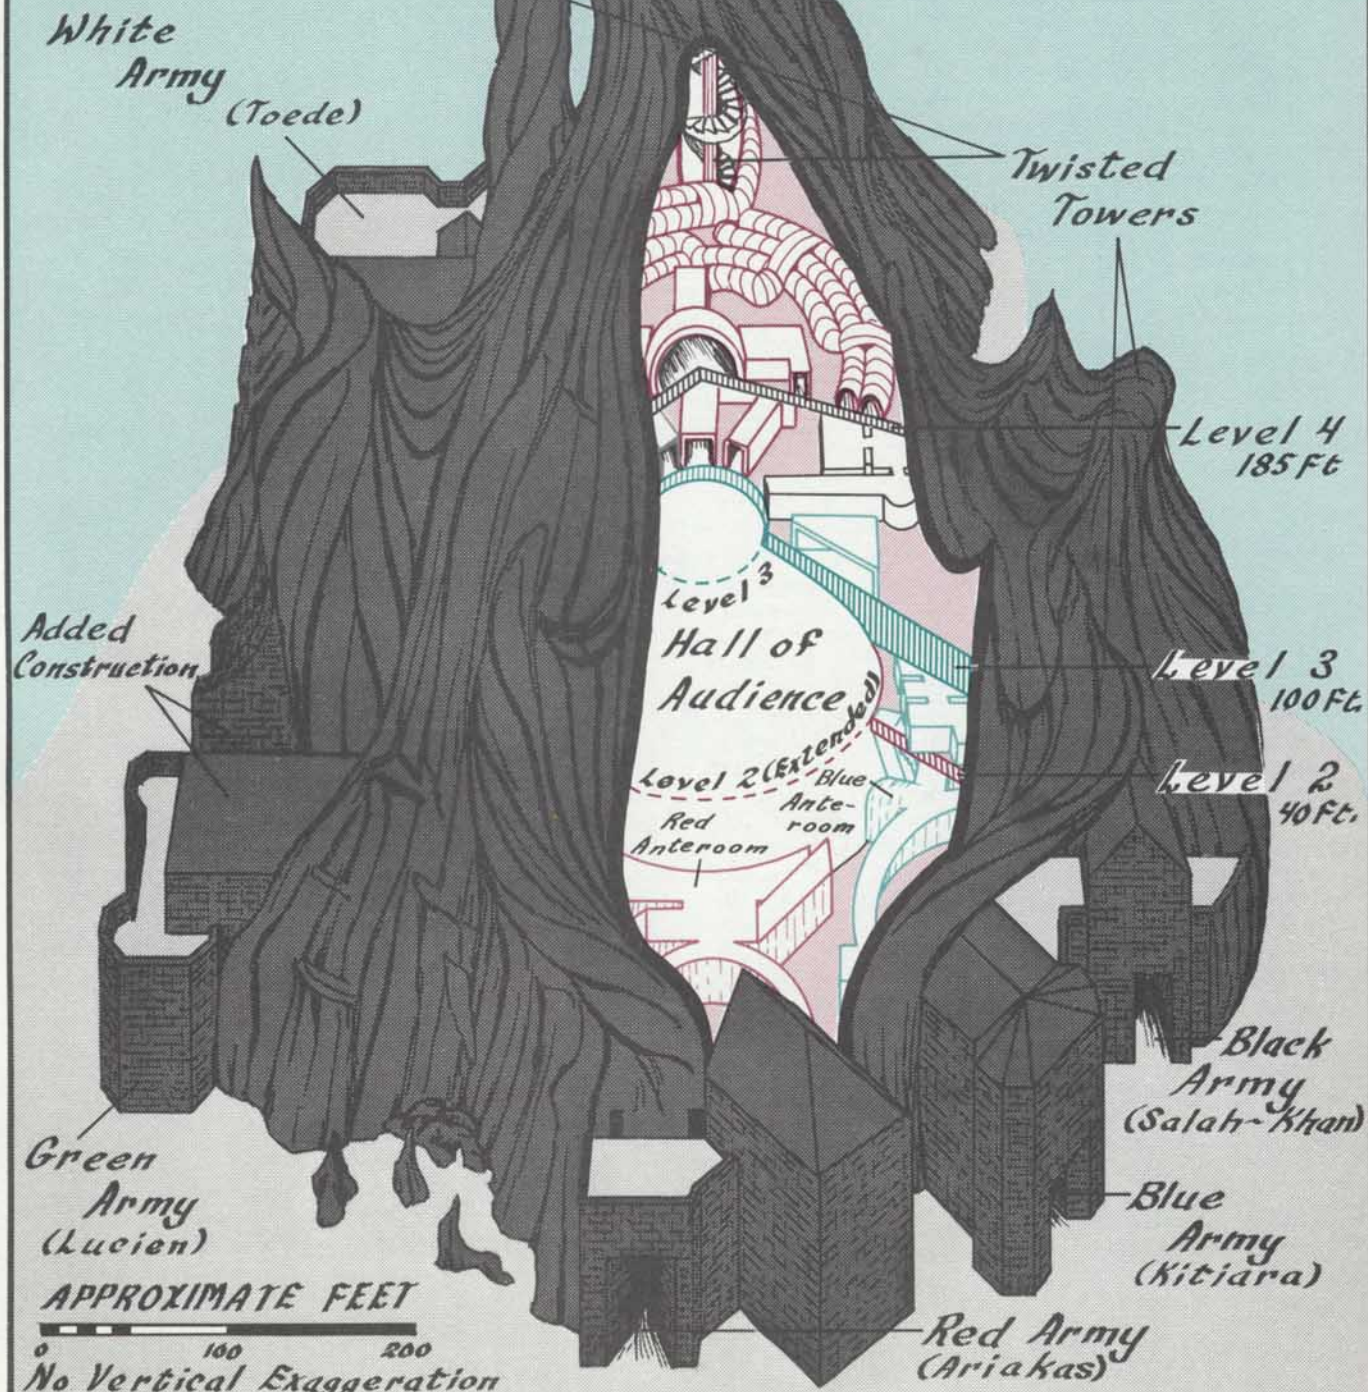 White
Army
(Toede)
Twisted
Towers
Level 4
185 Ft
Level 3
Hall of
Audience
Level 2 (Extended)
Added
Construction
Level 3
100 Ft.
Level 2
40 Ft.
Blue
Ante-
room
Red
Anteroom
Black
Army
(Salah-Khan)
Green
Army
(Lucien)
Blue
Army
(Kitiara)
Red Army
(Ariakas)
APPROXIMATE FEET
0 100 200
No Vertical Exaggeration